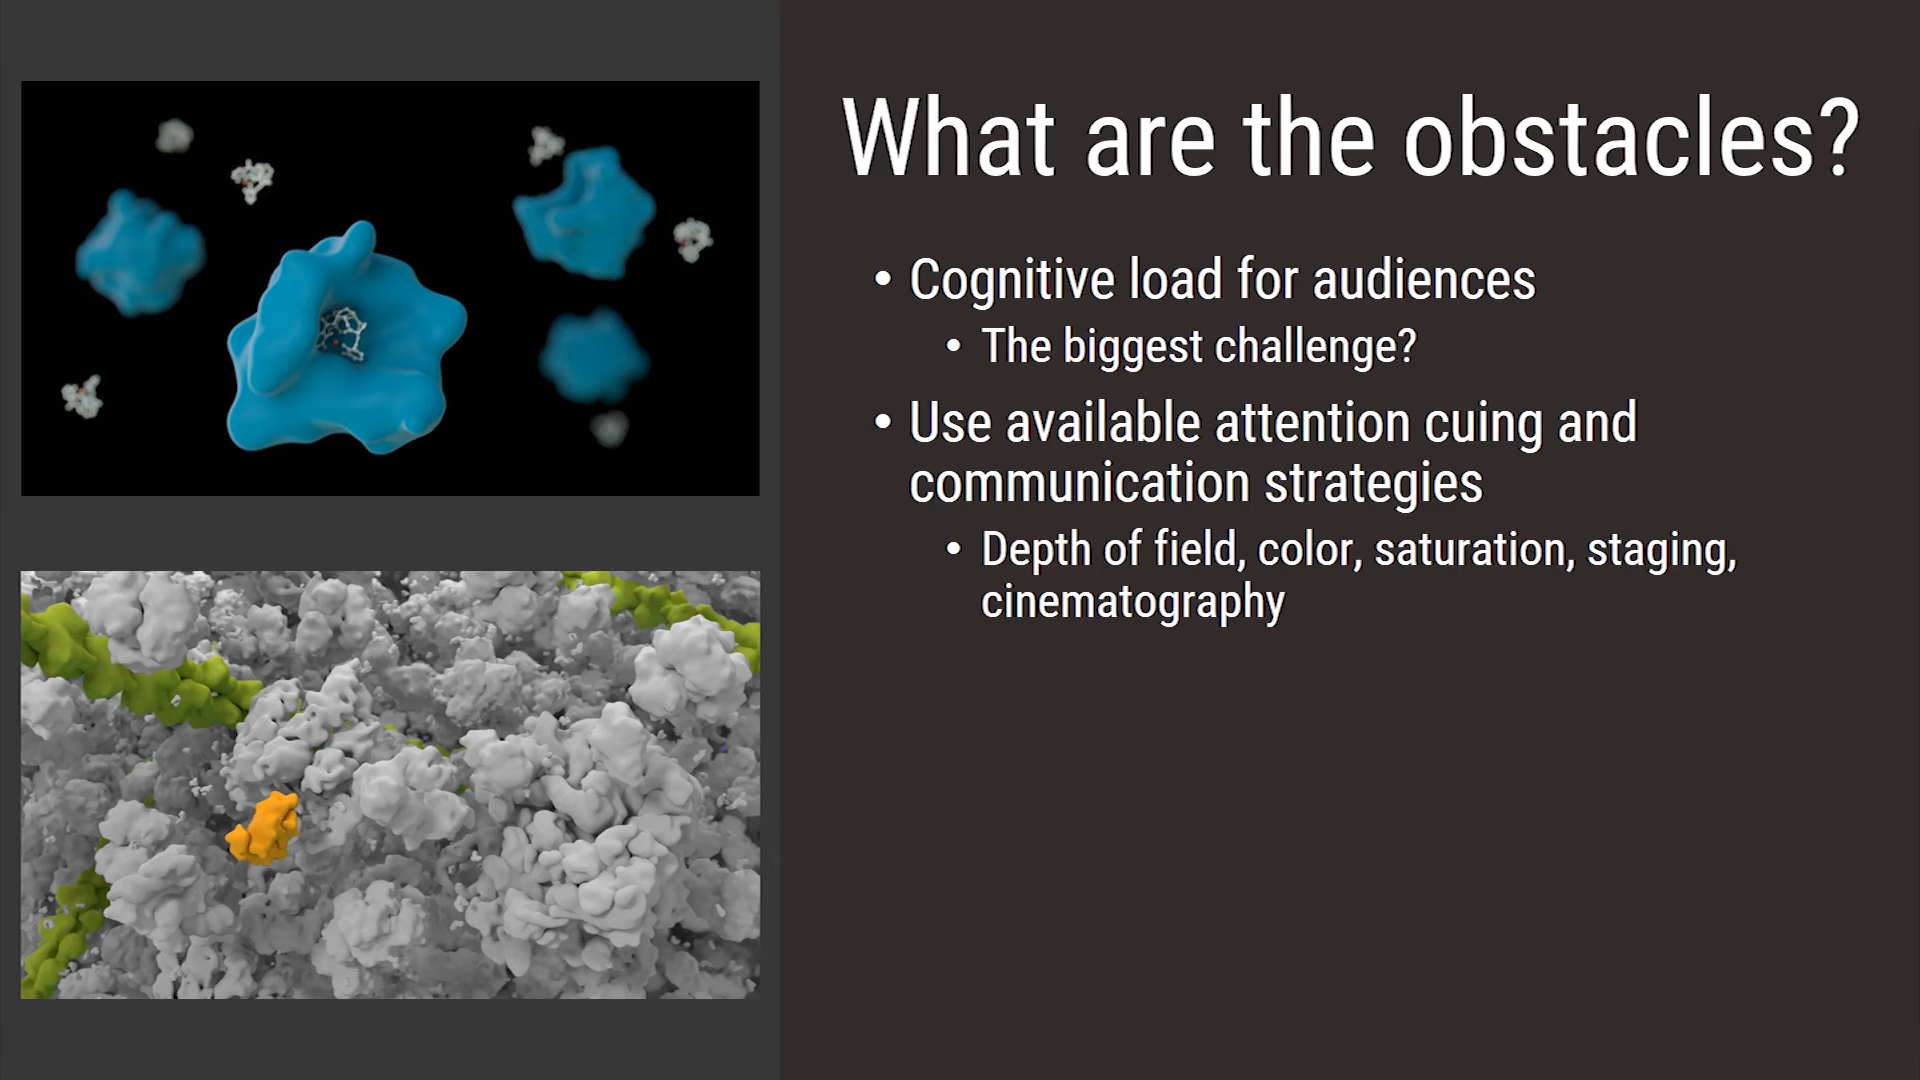 What are the obstacles?
• Cognitive load for audiences
• The biggest challenge?
• Use available attention cuing and
communication strategies
• Depth of field, color, saturation, staging,
cinematography